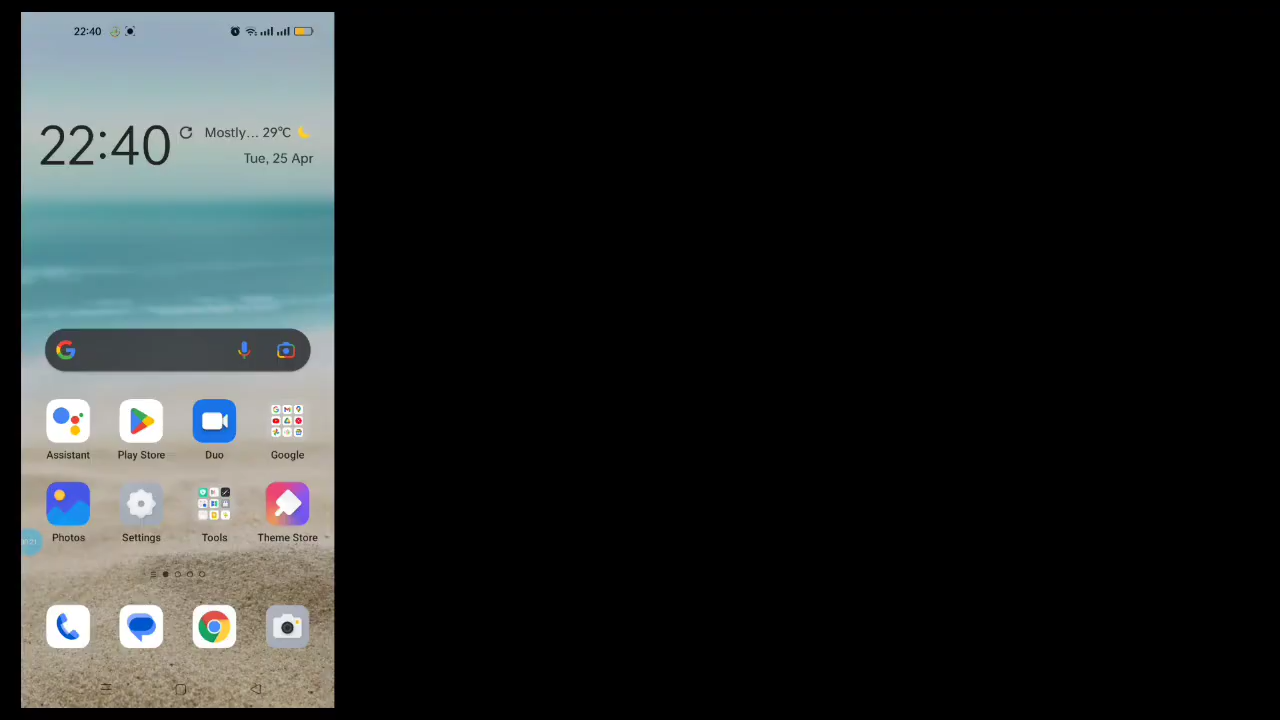 22:40
22:40 Mostly... 29℃
Tue, 25 Apr
Assistant Play Store Duo Google
Photos Settings Tools Theme Store